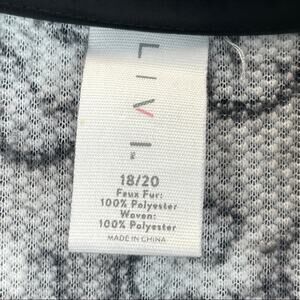 LIVI
18/20
Faux Fur:
100% Polyester
Woven:
100% Polyester
MADE IN CHINA